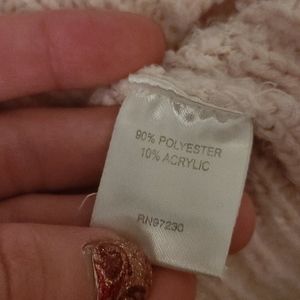 90% POLYESTER
10% ACRYLIC
RN97230